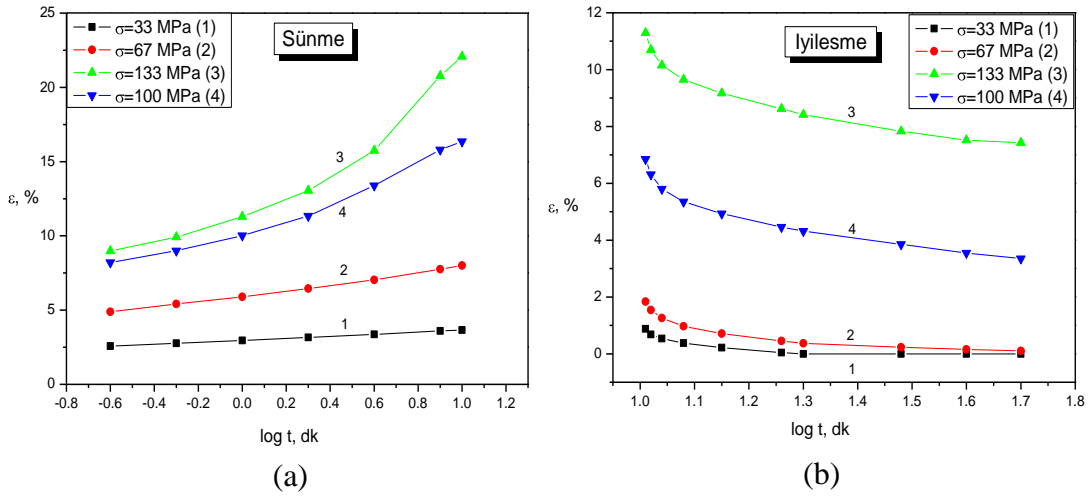 σ=33 MPa (1)
σ=67 MPa (2)
σ=133 MPa (3)
σ=100 MPa (4)
Sünme
25
20
15
10
5
0
ε, %
3
4
2
1
-0.8
-0.6
-0.4
-0.2
0.0
0.2
0.4
0.6
0.8
1.0
1.2
log t, dk
(a)
σ=33 MPa (1)
σ=67 MPa (2)
σ=133 MPa (3)
σ=100 MPa (4)
Iyilesme
12
10
8
6
4
2
0
ε, %
3
4
2
1
1.0
1.1
1.2
1.3
1.4
1.5
1.6
1.7
1.8
log t, dk
(b)